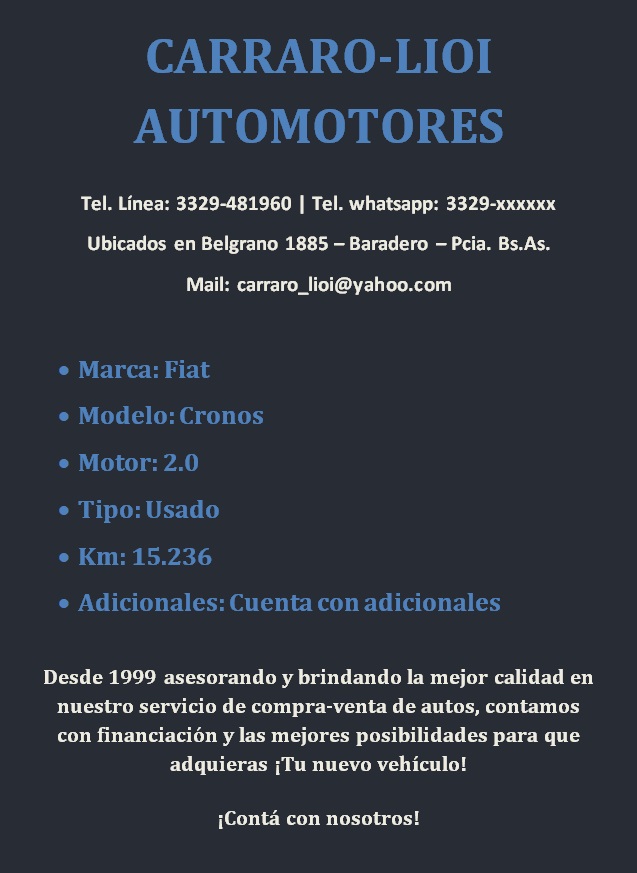 CARRARO-LIOI
AUTOMOTORES
Tel. Línea: 3329-481960 | Tel. whatsapp: 3329-xxxxxx
Ubicados en Belgrano 1885 – Baradero – Pcia. Bs.As.
Mail: carraro_lioi@yahoo.com
• Marca: Fiat
• Modelo: Cronos
• Motor: 2.0
• Tipo: Usado
• Km: 15.236
• Adicionales: Cuenta con adicionales
Desde 1999 asesorando y brindando la mejor calidad en
nuestro servicio de compra-venta de autos, contamos
con financiación y las mejores posibilidades para que
adquieras ¡Tu nuevo vehículo!
¡Contá con nosotros!